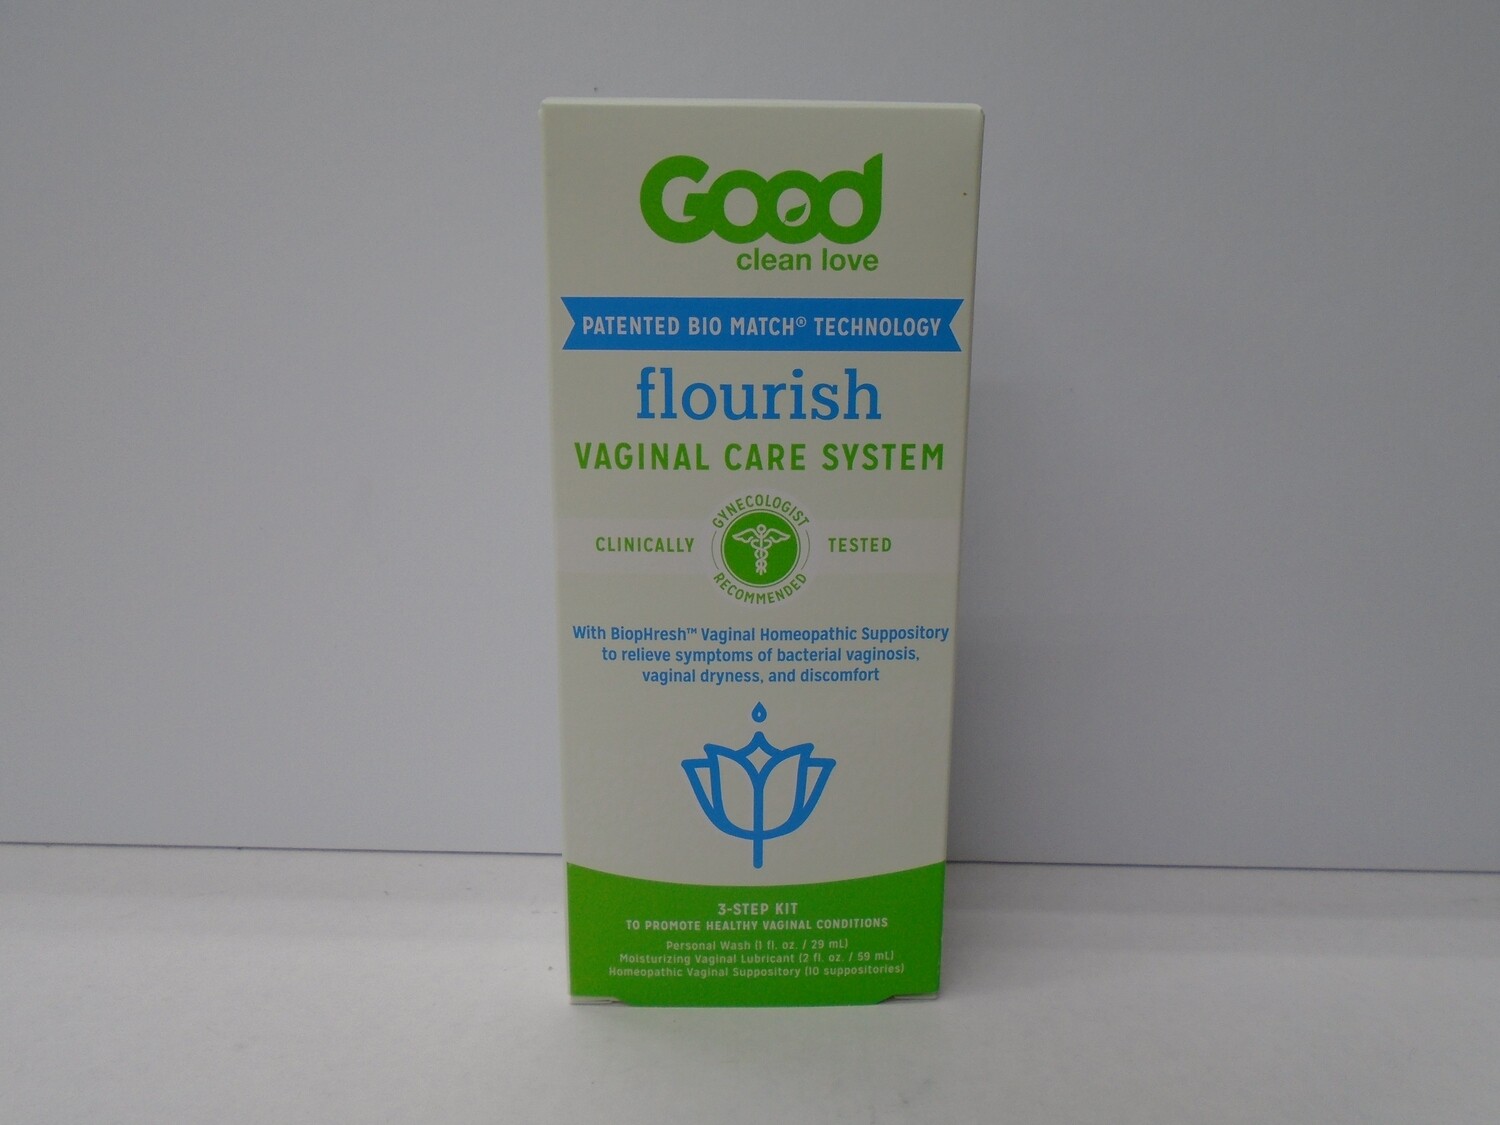 Good
clean love
PATENTED BIO MATCH® TECHNOLOGY
flourish
VAGINAL CARE SYSTEM
CLINICALLY
GYNECOLOGIST
RECOMMENDED
TESTED
With BiopHresh™ Vaginal Homeopathic Suppository
to relieve symptoms of bacterial vaginosis,
vaginal dryness, and discomfort
3-STEP KIT
TO PROMOTE HEALTHY VAGINAL CONDITIONS
Personal Wash (1 fl. oz. / 29 mL)
Moisturizing Vaginal Lubricant (2 fl. oz. / 59 mL)
Homeopathic Vaginal Suppository (10 suppositories)